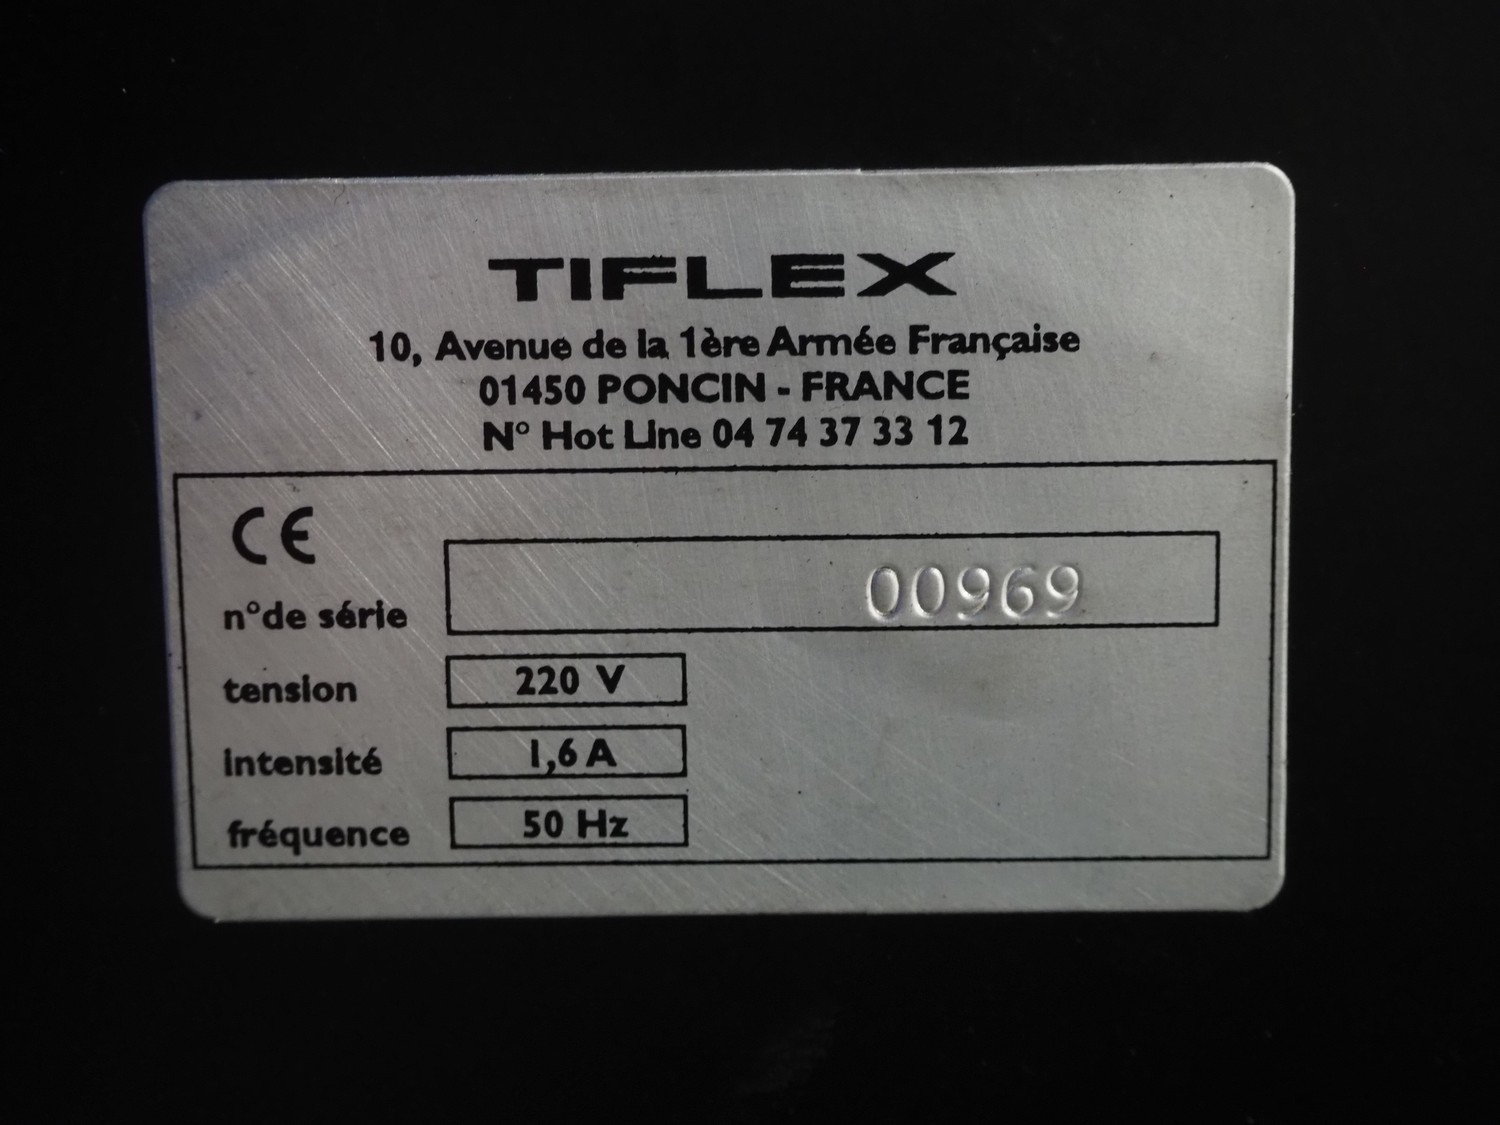 TIFLEX
10, Avenue de la 1ère Armée Française
01450 PONCIN - FRANCE
N° Hot Line 04 74 37 33 12
CE
n°de série 00969
tension 220 V
intensité 1,6 A
fréquence 50 Hz